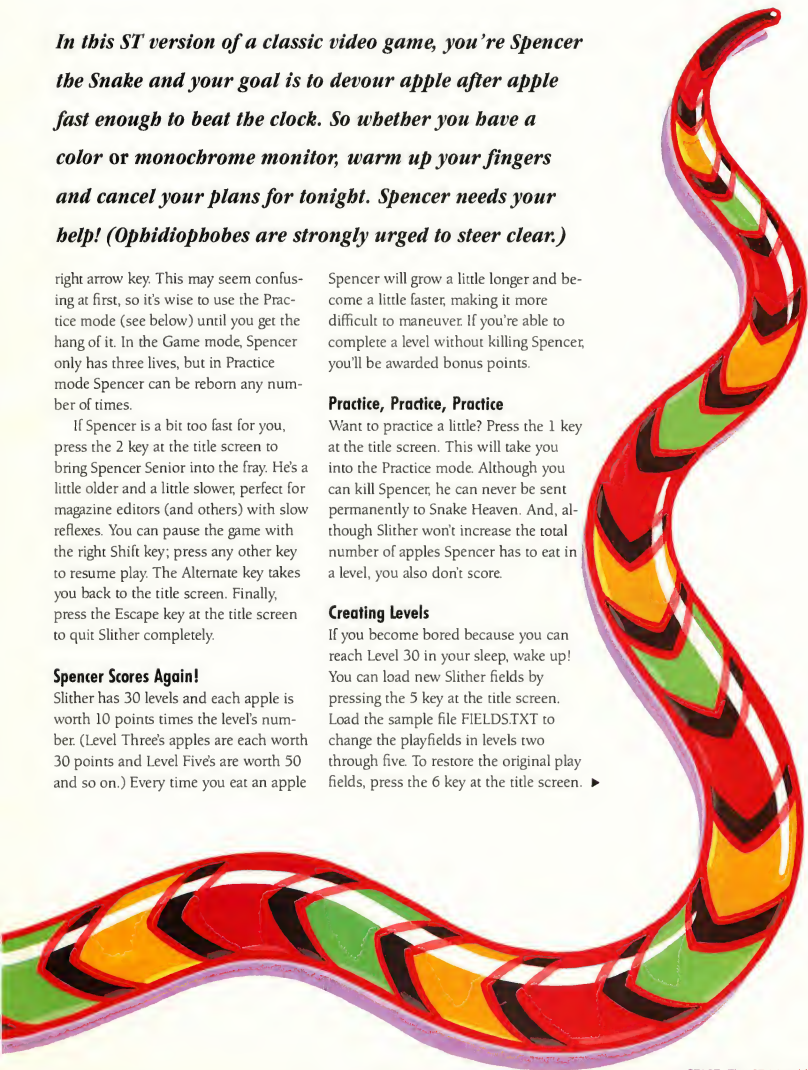 In this ST version of a classic video game, you're Spencer
the Snake and your goal is to devour apple after apple
fast enough to beat the clock. So whether you have a
color or monochrome monitor, warm up your fingers
and cancel your plans for tonight. Spencer needs your
help! (Ophidiophobes are strongly urged to steer clear.)
right arrow key. This may seem confus-
ing at first, so it's wise to use the Prac-
tice mode (see below) until you get the
hang of it. In the Game mode, Spencer
only has three lives, but in Practice
mode Spencer can be reborn any num-
ber of times.
If Spencer is a bit too fast for you,
press the 2 key at the title screen to
bring Spencer Senior into the fray. He's a
little older and a little slower, perfect for
magazine editors (and others) with slow
reflexes. You can pause the game with
the right Shift key; press any other key
to resume play. The Alternate key takes
you back to the title screen. Finally,
press the Escape key at the title screen
to quit Slither completely.
Spencer Scores Again!
Slither has 30 levels and each apple is
worth 10 points times the level's num-
ber. (Level Three's apples are each worth
30 points and Level Five's are worth 50
and so on.) Every time you eat an apple
Spencer will grow a little longer and be-
come a little faster, making it more
difficult to maneuver. If you're able to
complete a level without killing Spencer,
you'll be awarded bonus points.
Practice, Practice, Practice
Want to practice a little? Press the 1 key
at the title screen. This will take you
into the Practice mode. Although you
can kill Spencer, he can never be sent
permanently to Snake Heaven. And, al-
though Slither won't increase the total
number of apples Spencer has to eat in
a level, you also don't score.
Creating Levels
If you become bored because you can
reach Level 30 in your sleep, wake up!
You can load new Slither fields by
pressing the 5 key at the title screen.
Load the sample file FIELDS.TXT to
change the playfields in levels two
through five. To restore the original play
fields, press the 6 key at the title screen. ►